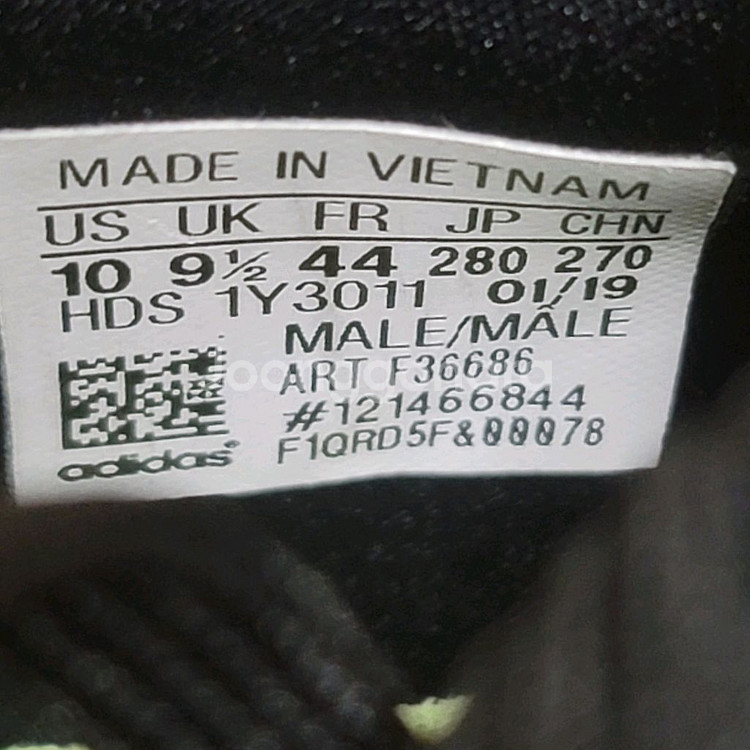 MADE IN VIETNAM
US UK FR JP CHN
10 9½ 44 280 270
HDS 1Y3011 01/19
MALE/MÂLE
ART F36686
#121466844
F1QRD5F&00078
adidas